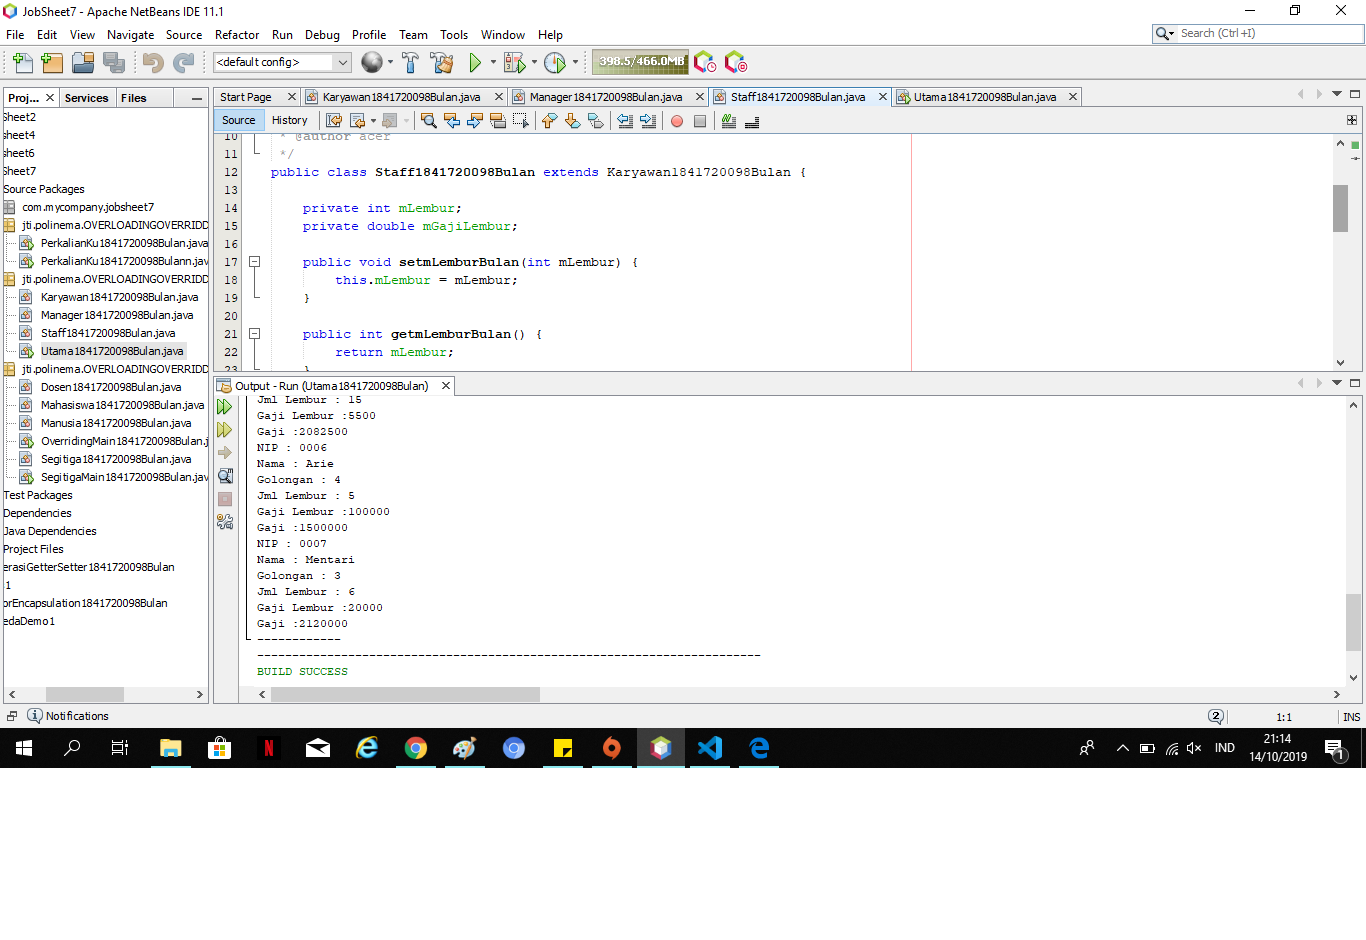 JobSheet7 - Apache NetBeans IDE 11.1
File Edit View Navigate Source Refactor Run Debug Profile Team Tools Window Help
Search (Ctrl+I)
<default config>
398.5/466.0MB
Proj... Services Files
Start Page Karyawan1841720098Bulan.java Manager1841720098Bulan.java Staff1841720098Bulan.java Utama1841720098Bulan.java
Source History
Sheet2
sheet4
sheet6
Sheet7
Source Packages
com.mycompany.jobsheet7
jti.polinema.OVERLOADINGOVERRIDD
PerkalianKu1841720098Bulan.java
PerkalianKu1841720098Bulann.java
jti.polinema.OVERLOADINGOVERRIDD
Karyawan1841720098Bulan.java
Manager1841720098Bulan.java
Staff1841720098Bulan.java
Utama1841720098Bulan.java
jti.polinema.OVERLOADINGOVERRIDD
Dosen1841720098Bulan.java
Mahasiswa1841720098Bulan.java
Manusia1841720098Bulan.java
OverridingMain1841720098Bulan.j
Segitiga1841720098Bulan.java
SegitigaMain1841720098Bulan.jav
Test Packages
Dependencies
Java Dependencies
Project Files
erasiGetterSetter1841720098Bulan
s1
orEncapsulation1841720098Bulan
edaDemo1
10 * @author acer
11 */
12 public class Staff1841720098Bulan extends Karyawan1841720098Bulan {
13
14 private int mLembur;
15 private double mGajiLembur;
16
17 public void setmLemburBulan(int mLembur) {
18 this.mLembur = mLembur;
19 }
20
21 public int getmLemburBulan() {
22 return mLembur;
23 }
Output - Run (Utama1841720098Bulan)
Jml Lembur : 15
Gaji Lembur :5500
Gaji :2082500
NIP : 0006
Nama : Arie
Golongan : 4
Jml Lembur : 5
Gaji Lembur :100000
Gaji :1500000
NIP : 0007
Nama : Mentari
Golongan : 3
Jml Lembur : 6
Gaji Lembur :20000
Gaji :2120000
------------
------------------------------------------------------------------------
BUILD SUCCESS
Notifications
2
1:1
INS
IND
21:14
14/10/2019
1